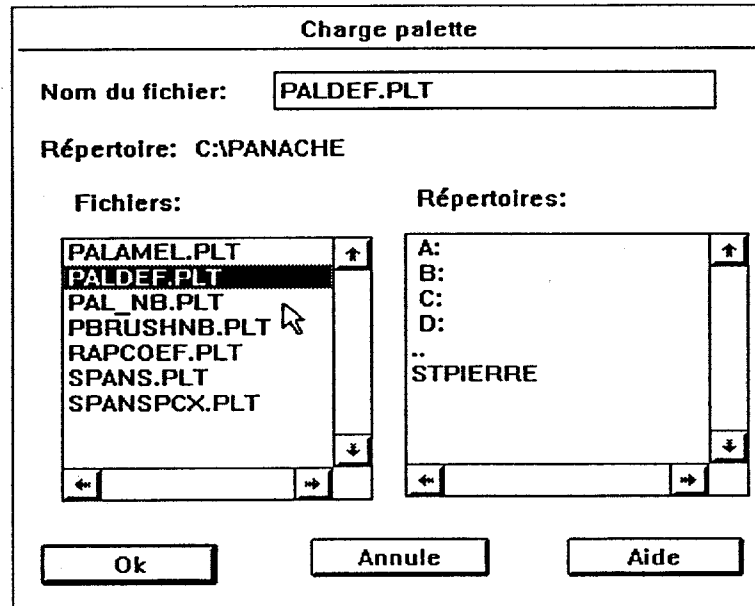 Charge palette
Nom du fichier: PALDEF.PLT
Répertoire: C:\PANACHE
Fichiers:
PALAMEL.PLT
PALDEF.PLT
PAL_NB.PLT
PBRUSHNB.PLT
RAPCOEF.PLT
SPANS.PLT
SPANSPCX.PLT
Répertoires:
A:
B:
C:
D:
..
STPIERRE
Ok
Annule
Aide